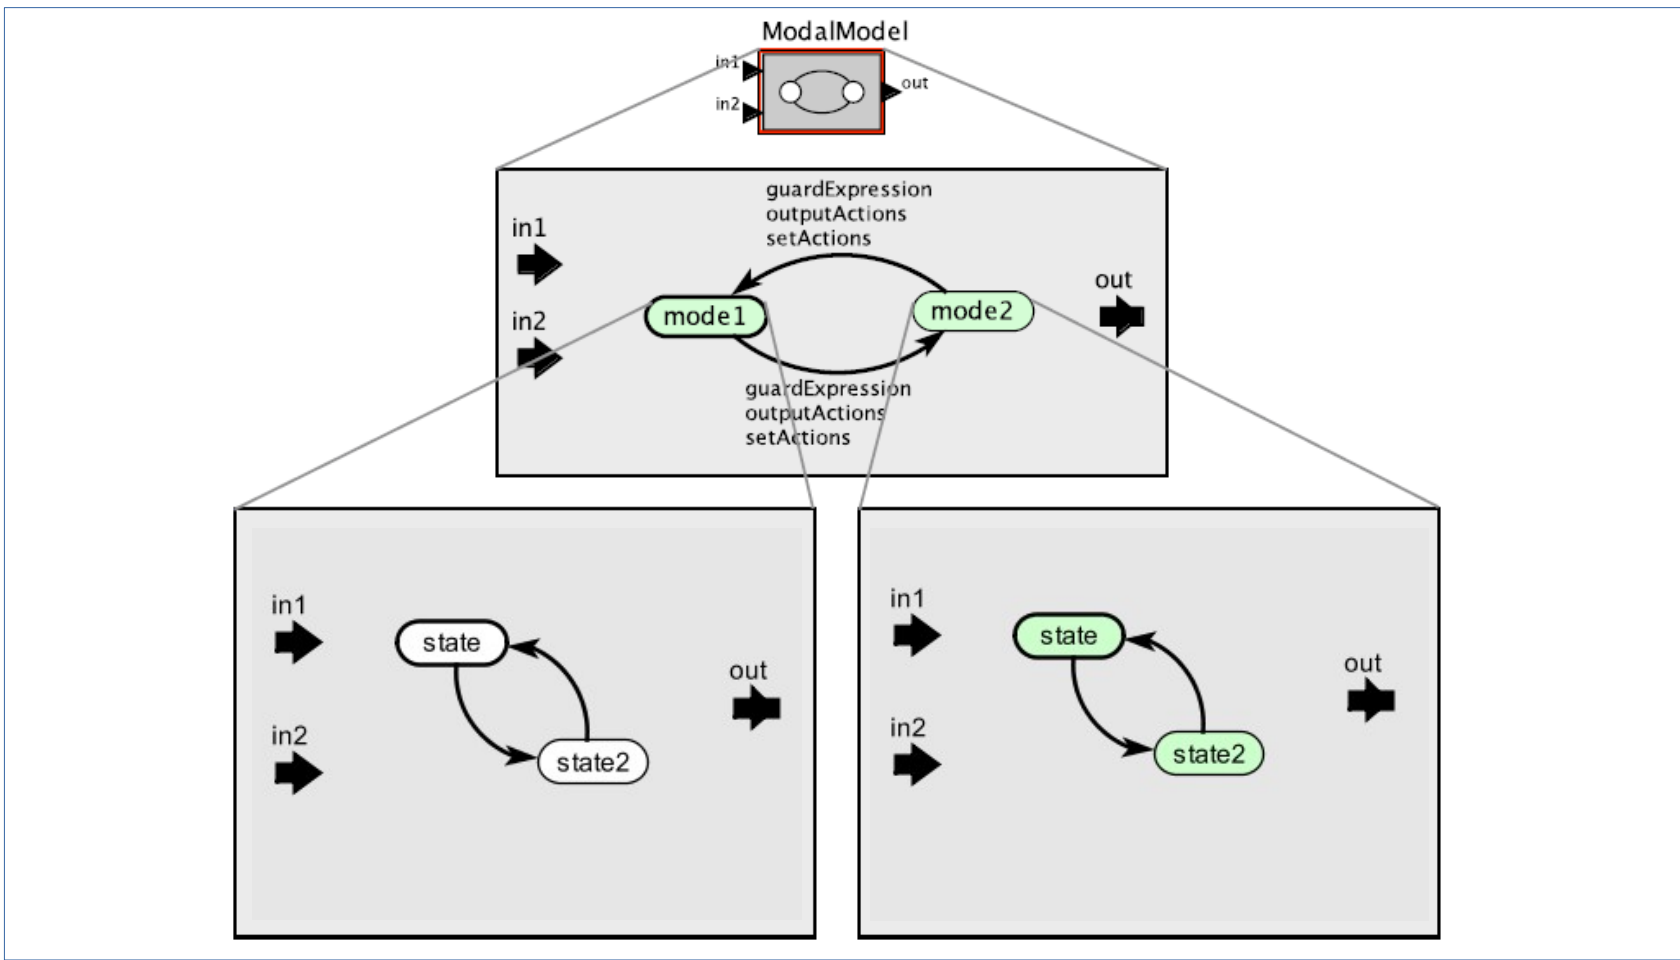 ModalModel
in1
in2
out
guardExpression
outputActions
setActions
in1
in2
mode1
mode2
out
guardExpression
outputActions
setActions
in1
in2
state
state2
out
in1
in2
state
state2
out